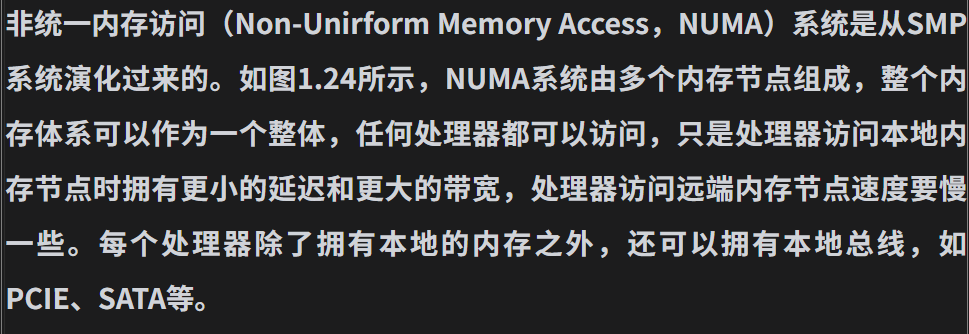 非统一内存访问（Non-Unirform Memory Access，NUMA）系统是从SMP
系统演化过来的。如图1.24所示，NUMA系统由多个内存节点组成，整个内
存体系可以作为一个整体，任何处理器都可以访问，只是处理器访问本地内
存节点时拥有更小的延迟和更大的带宽，处理器访问远端内存节点速度要慢
一些。每个处理器除了拥有本地的内存之外，还可以拥有本地总线，如
PCIE、SATA等。